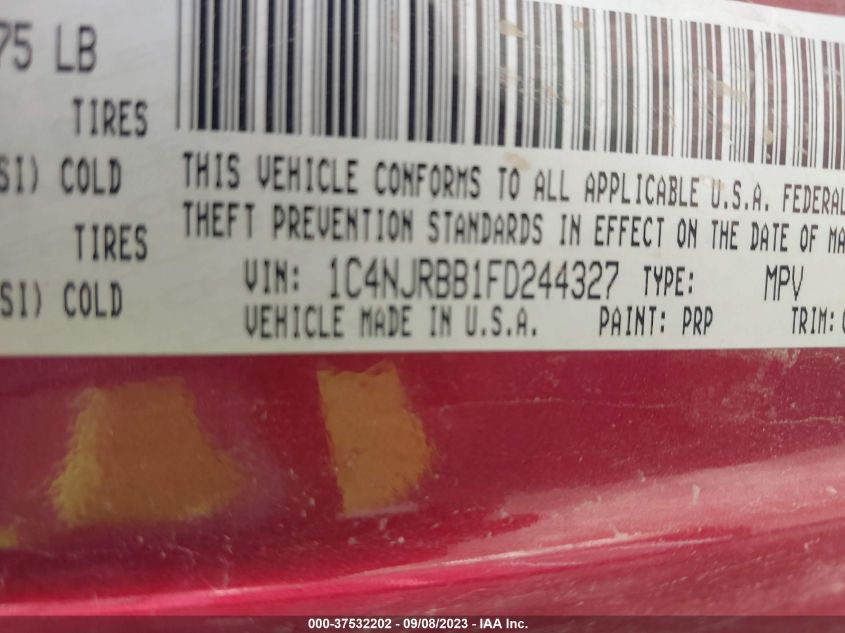 75 LB
TIRES
SI) COLD
TIRES
SI) COLD
THIS VEHICLE CONFORMS TO ALL APPLICABLE U.S.A. FEDERAL
THEFT PREVENTION STANDARDS IN EFFECT ON THE DATE OF MA
VIN: 1C4NJRBB1FD244327 TYPE: MPV
VEHICLE MADE IN U.S.A. PAINT: PRP TRIM:
000-37532202 - 09/08/2023 - IAA Inc.